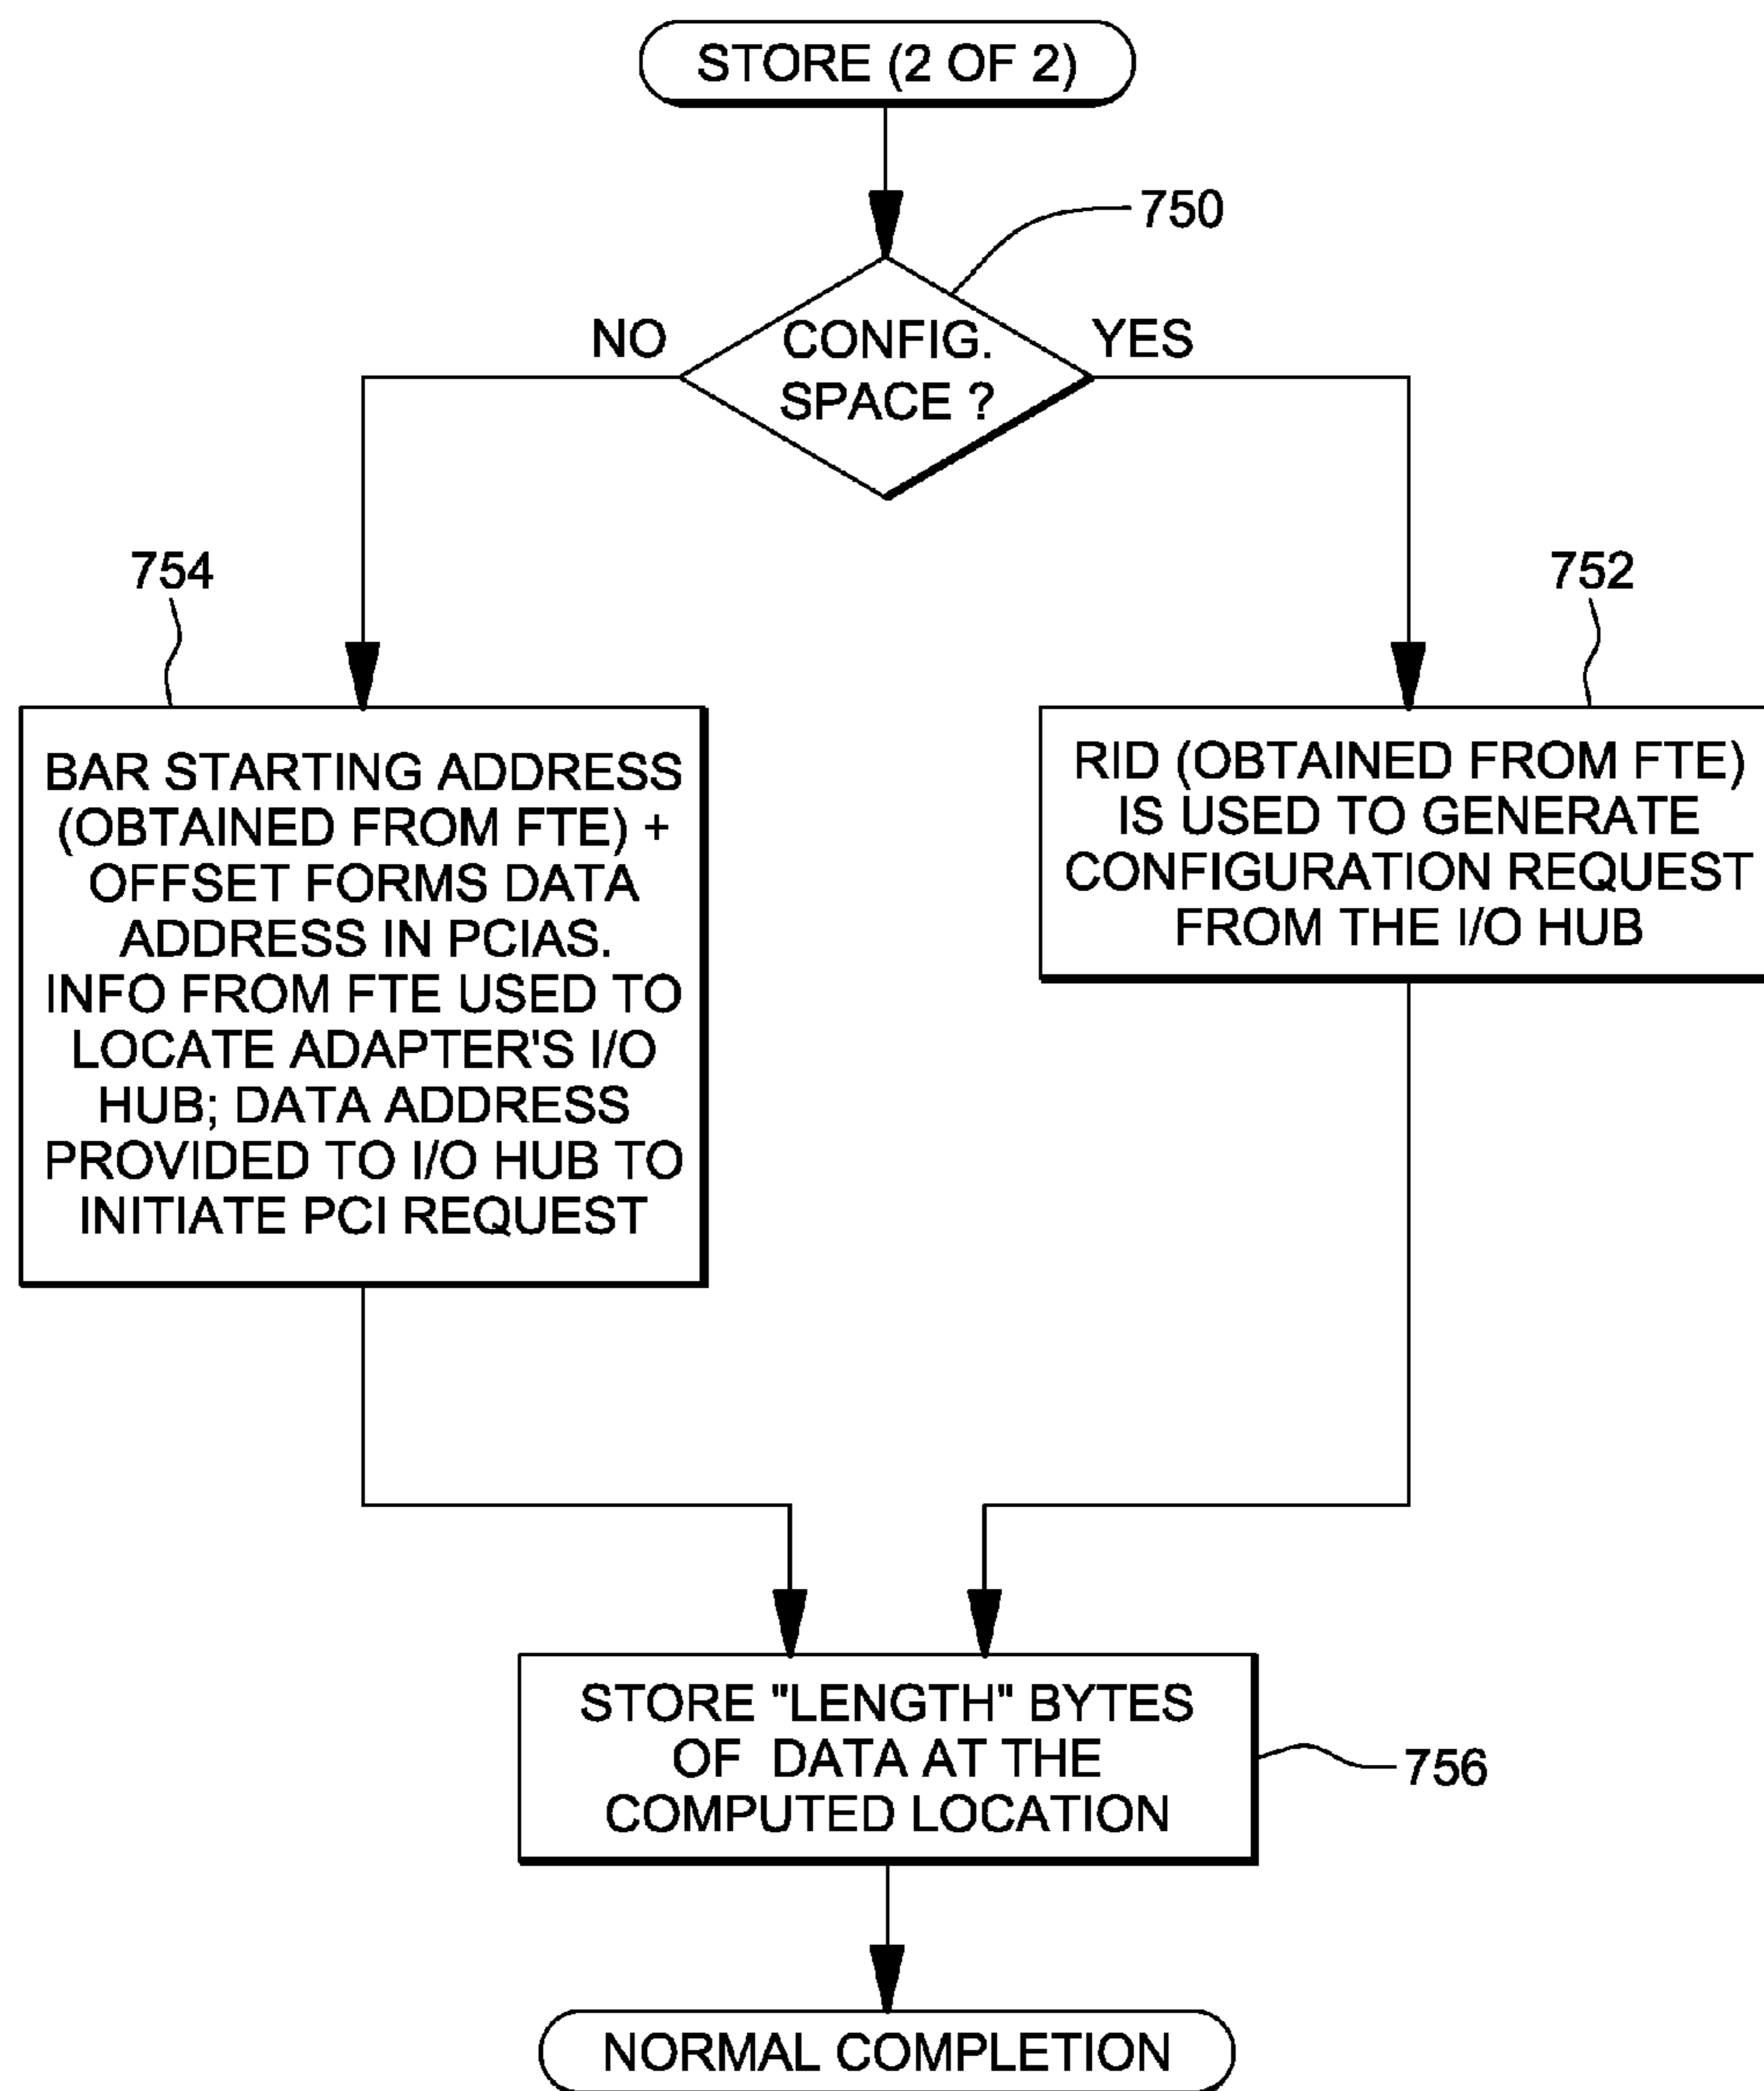 STORE (2 OF 2)
750
NO
CONFIG.
SPACE ?
YES
754
752
BAR STARTING ADDRESS
(OBTAINED FROM FTE) +
OFFSET FORMS DATA
ADDRESS IN PCIAS.
INFO FROM FTE USED TO
LOCATE ADAPTER'S I/O
HUB; DATA ADDRESS
PROVIDED TO I/O HUB TO
INITIATE PCI REQUEST
RID (OBTAINED FROM FTE)
IS USED TO GENERATE
CONFIGURATION REQUEST
FROM THE I/O HUB
STORE "LENGTH" BYTES
OF DATA AT THE
COMPUTED LOCATION
756
NORMAL COMPLETION